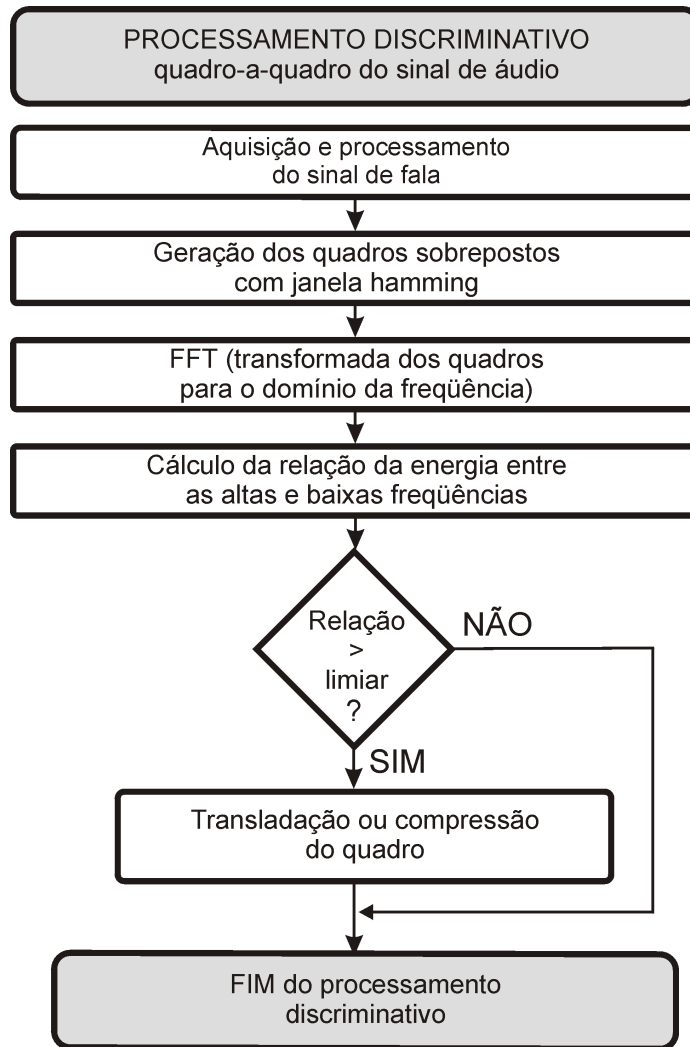 PROCESSAMENTO DISCRIMINATIVO
quadro-a-quadro do sinal de áudio
Aquisição e processamento
do sinal de fala
Geração dos quadros sobrepostos
com janela hamming
FFT (transformada dos quadros
para o domínio da freqüência)
Cálculo da relação da energia entre
as altas e baixas freqüências
Relação
>
limiar
?
NÃO
SIM
Transladação ou compressão
do quadro
FIM do processamento
discriminativo